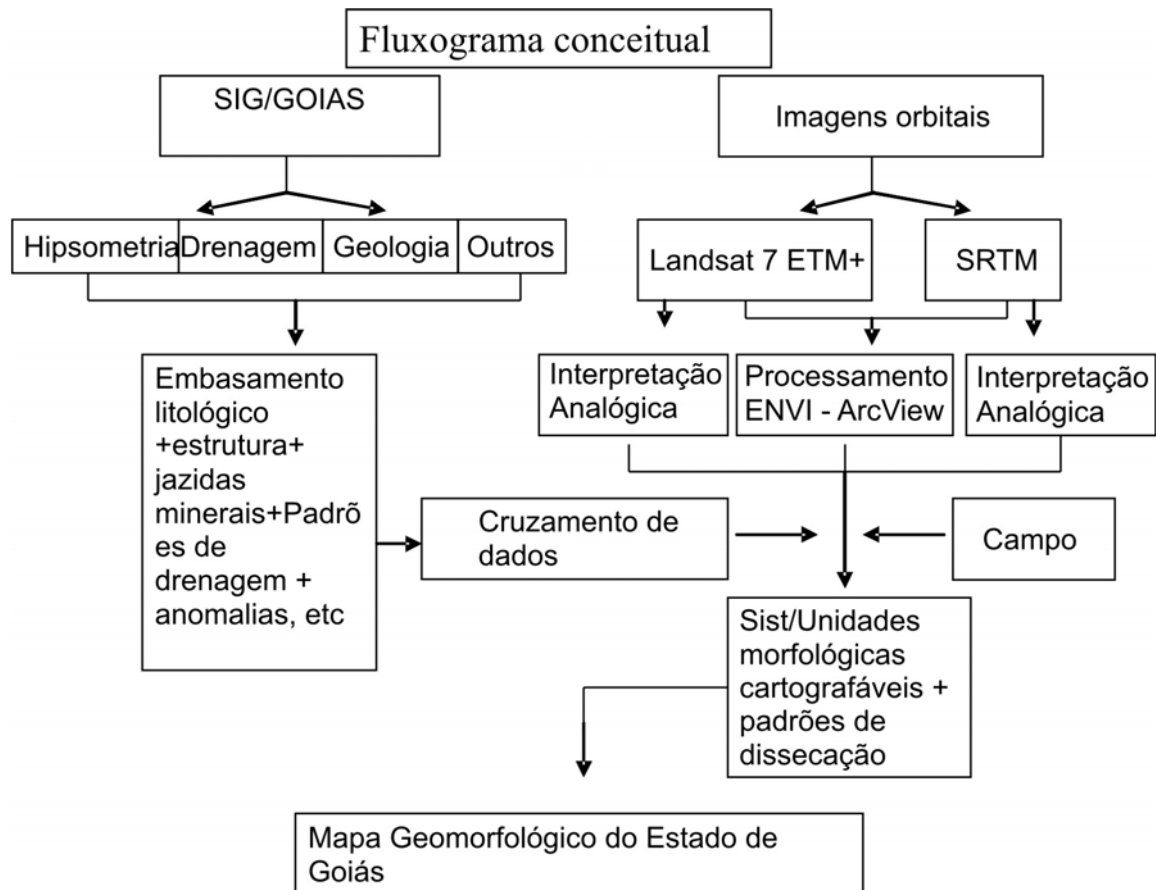 Fluxograma conceitual
SIG/GOIAS
Imagens orbitais
Hipsometria
Drenagem
Geologia
Outros
Landsat 7 ETM+
SRTM
Embasamento
litológico
+estrutura+
jazidas
minerais+Padrõ
es de
drenagem +
anomalias, etc
Interpretação
Analógica
Processamento
ENVI - ArcView
Interpretação
Analógica
Cruzamento de
dados
Campo
Sist/Unidades
morfológicas
cartografáveis +
padrões de
dissecação
Mapa Geomorfológico do Estado de
Goiás